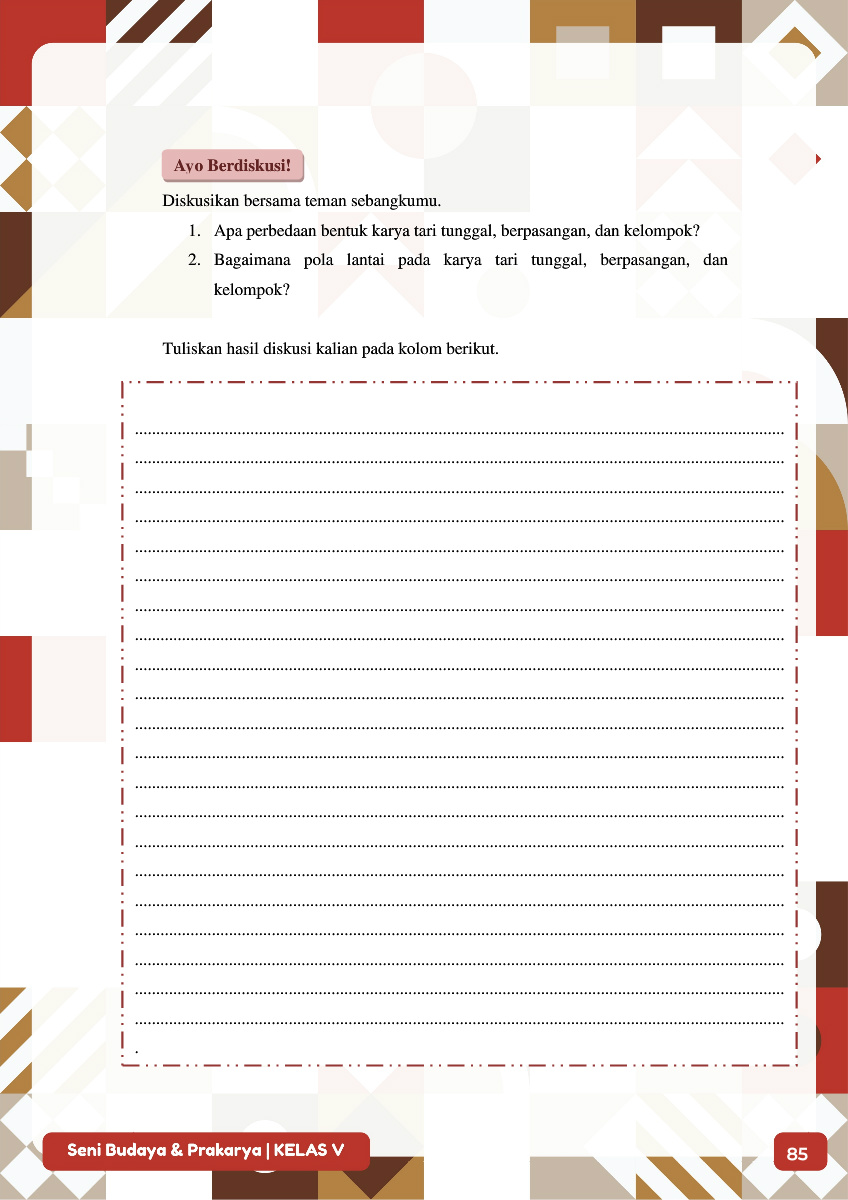 Ayo Berdiskusi!
Diskusikan bersama teman sebangkumu.
1. Apa perbedaan bentuk karya tari tunggal, berpasangan, dan kelompok?
2. Bagaimana pola lantai pada karya tari tunggal, berpasangan, dan
kelompok?
Tuliskan hasil diskusi kalian pada kolom berikut.
Seni Budaya & Prakarya | KELAS V
85